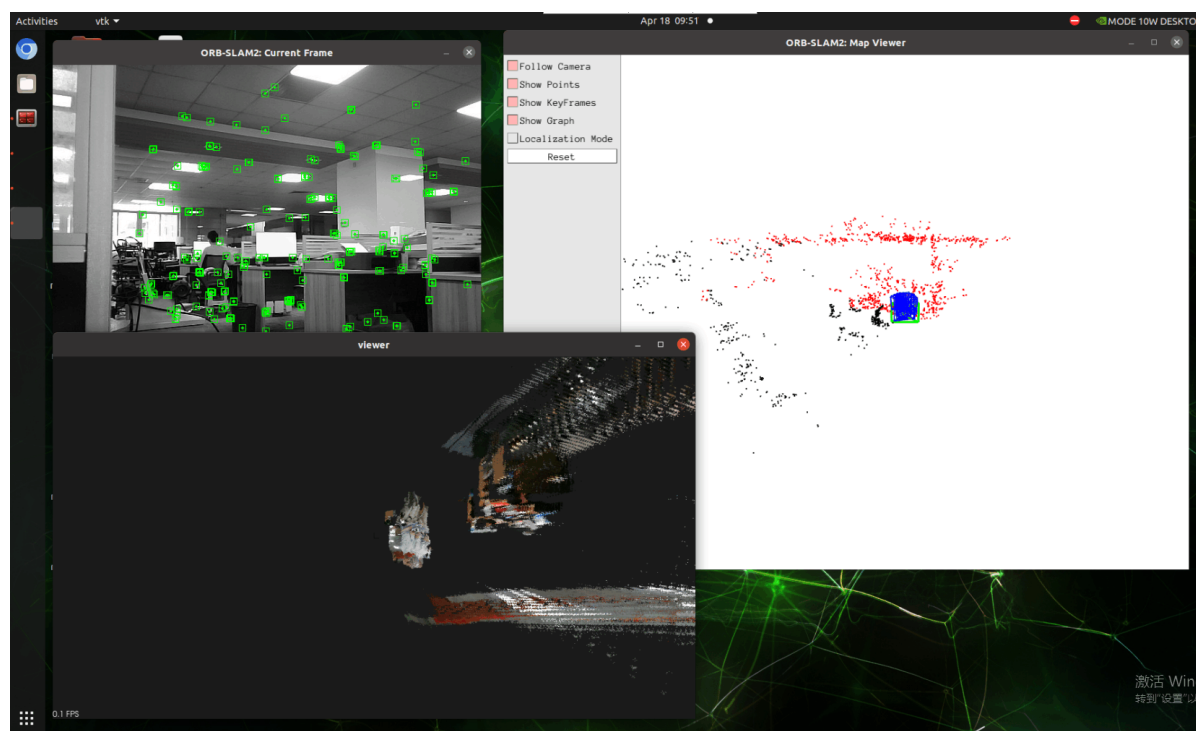 Activities
vtk
Apr 18 09:51
MODE 10W DESKTO
ORB-SLAM2: Current Frame
ORB-SLAM2: Map Viewer
Follow Camera
Show Points
Show KeyFrames
Show Graph
Localization Mode
Reset
viewer
0.1 FPS
激活 Win
转到"设置"以